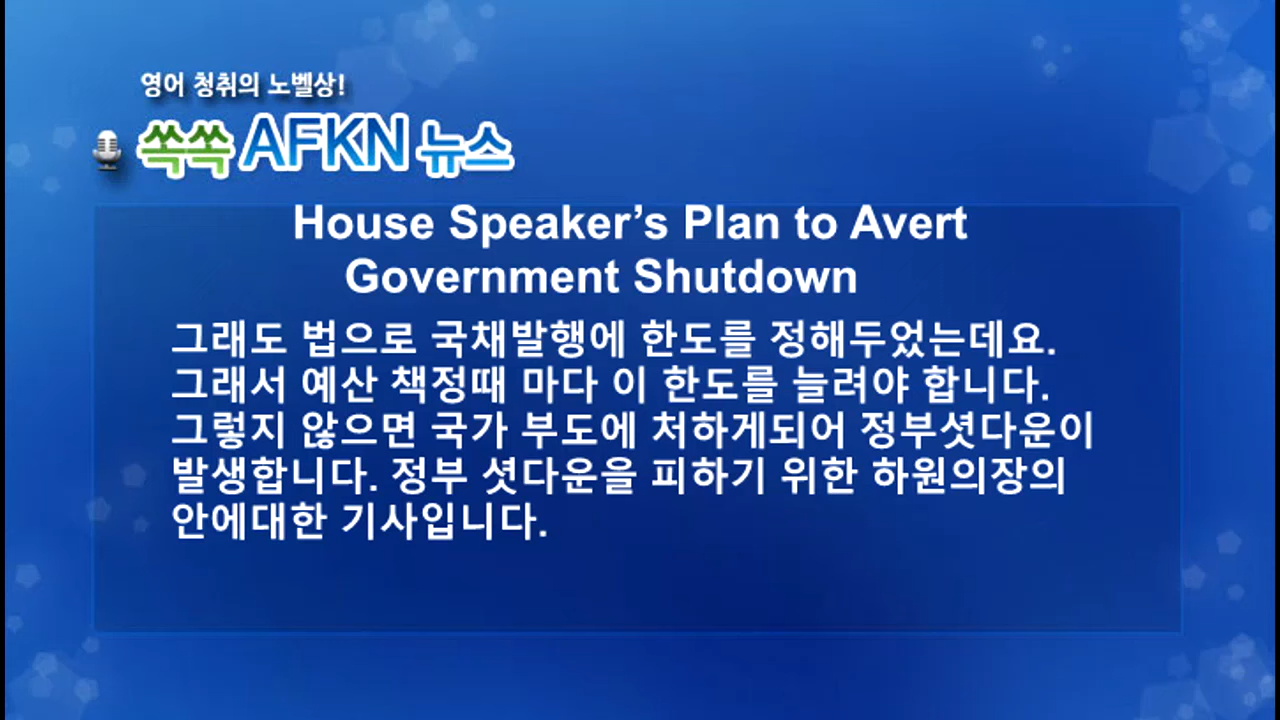 영어 청취의 노벨상!
쏙쏙 AFKN 뉴스
House Speaker’s Plan to Avert
Government Shutdown
그래도 법으로 국채발행에 한도를 정해두었는데요.
그래서 예산 책정때 마다 이 한도를 늘려야 합니다.
그렇지 않으면 국가 부도에 처하게되어 정부셧다운이
발생합니다. 정부 셧다운을 피하기 위한 하원의장의
안에대한 기사입니다.